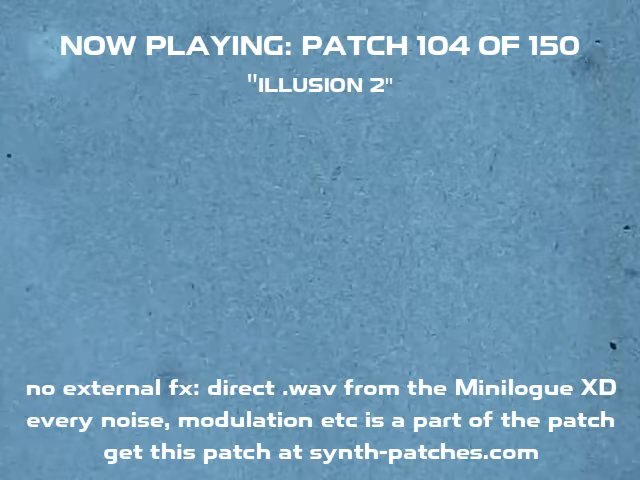 NOW PLAYING: PATCH 104 OF 150
"ILLUSION 2"
no external fx: direct .wav from the Minilogue XD
every noise, modulation etc is a part of the patch
get this patch at synth-patches.com